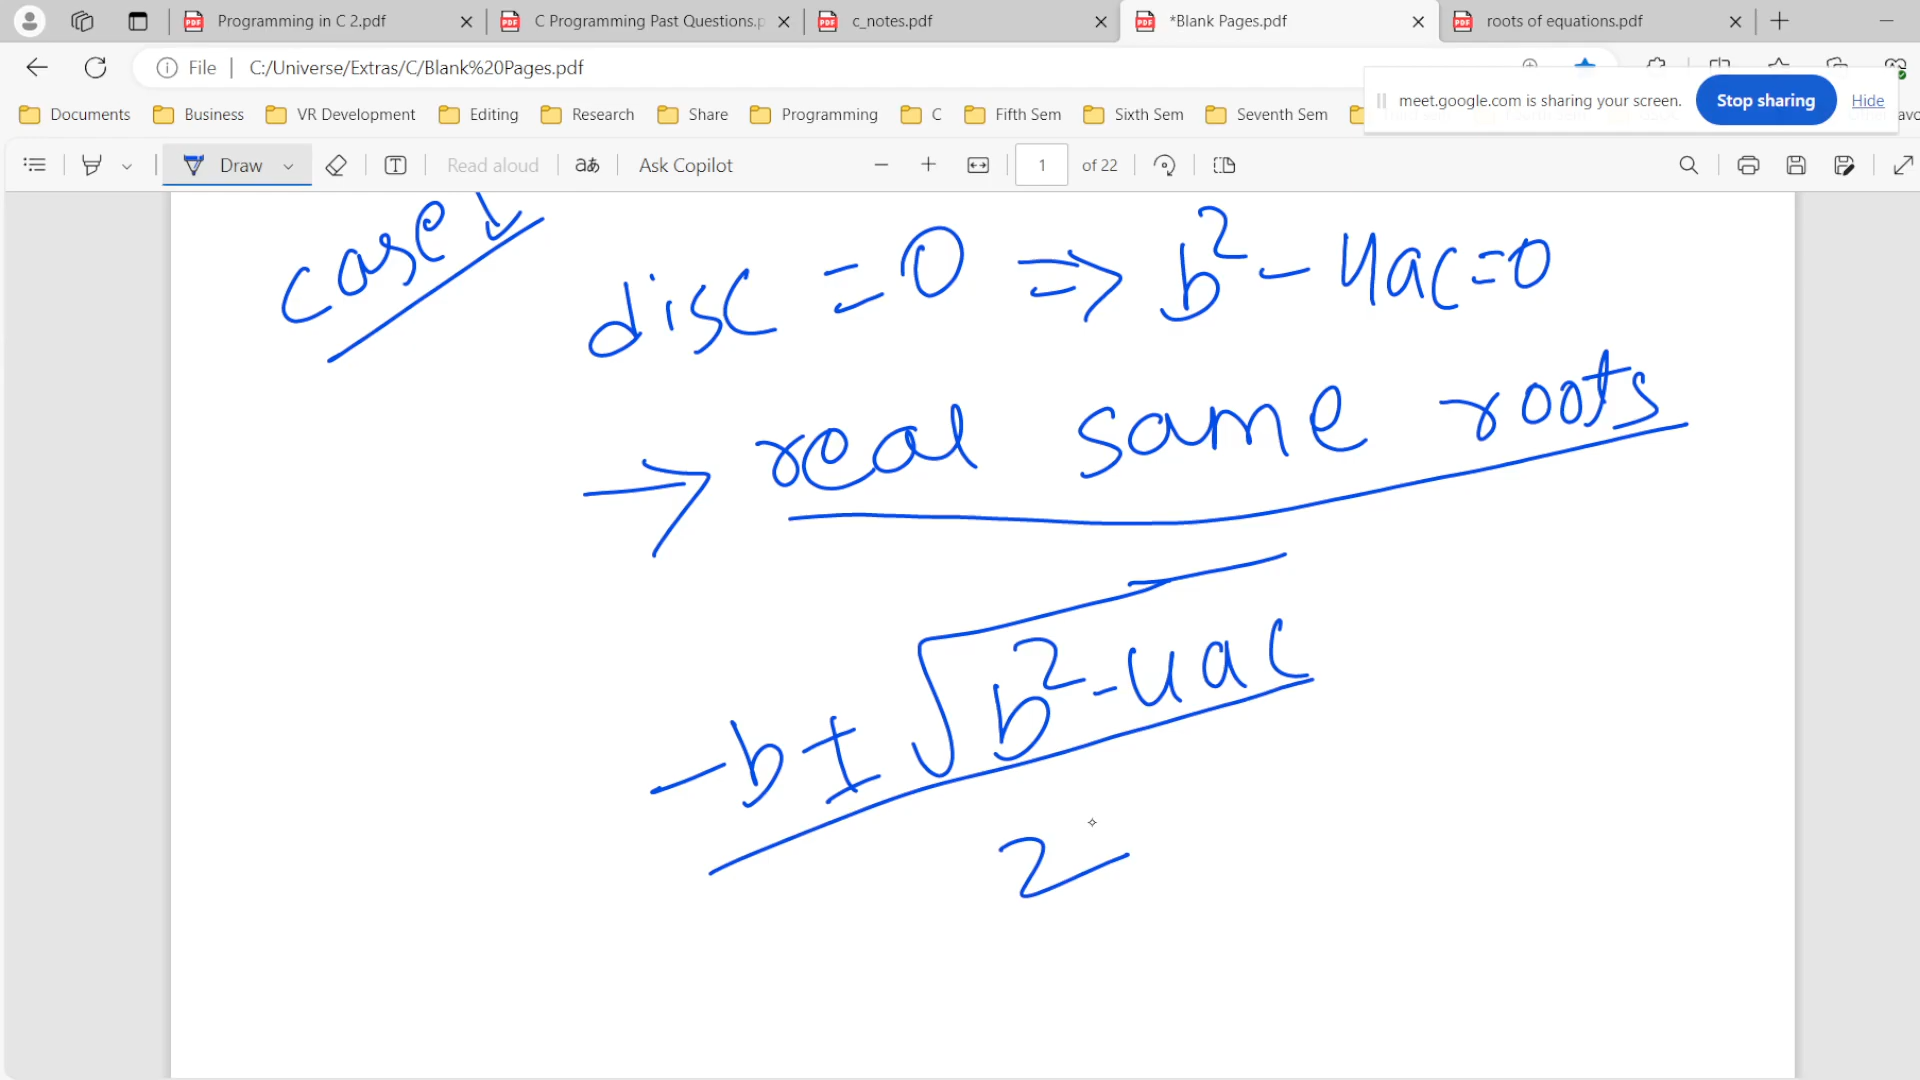 Programming in C 2.pdf
C Programming Past Questions.p
c_notes.pdf
*Blank Pages.pdf
roots of equations.pdf
File
C:/Universe/Extras/C/Blank%20Pages.pdf
meet.google.com is sharing your screen. Stop sharing Hide
Documents Business VR Development Editing Research Share Programming C Fifth Sem Sixth Sem Seventh Sem
Draw Read aloud aあ Ask Copilot 1 of 22
case 1
disc = 0 ⇒ b² - 4ac=0
→ real same roots
-b ± √b²-4ac
2